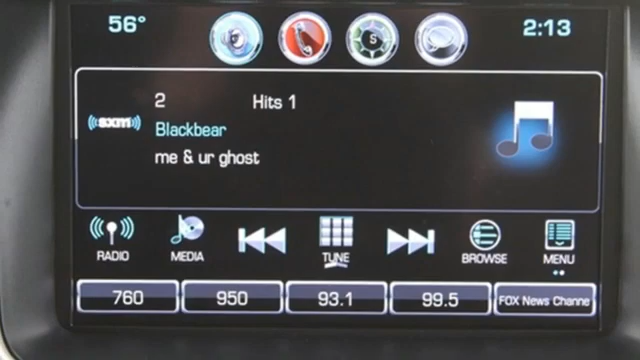 56° S 2:13
2 Hits 1
sxm
Blackbear
me & ur ghost
RADIO MEDIA TUNE BROWSE MENU
760 950 93.1 99.5 FOX News Channe